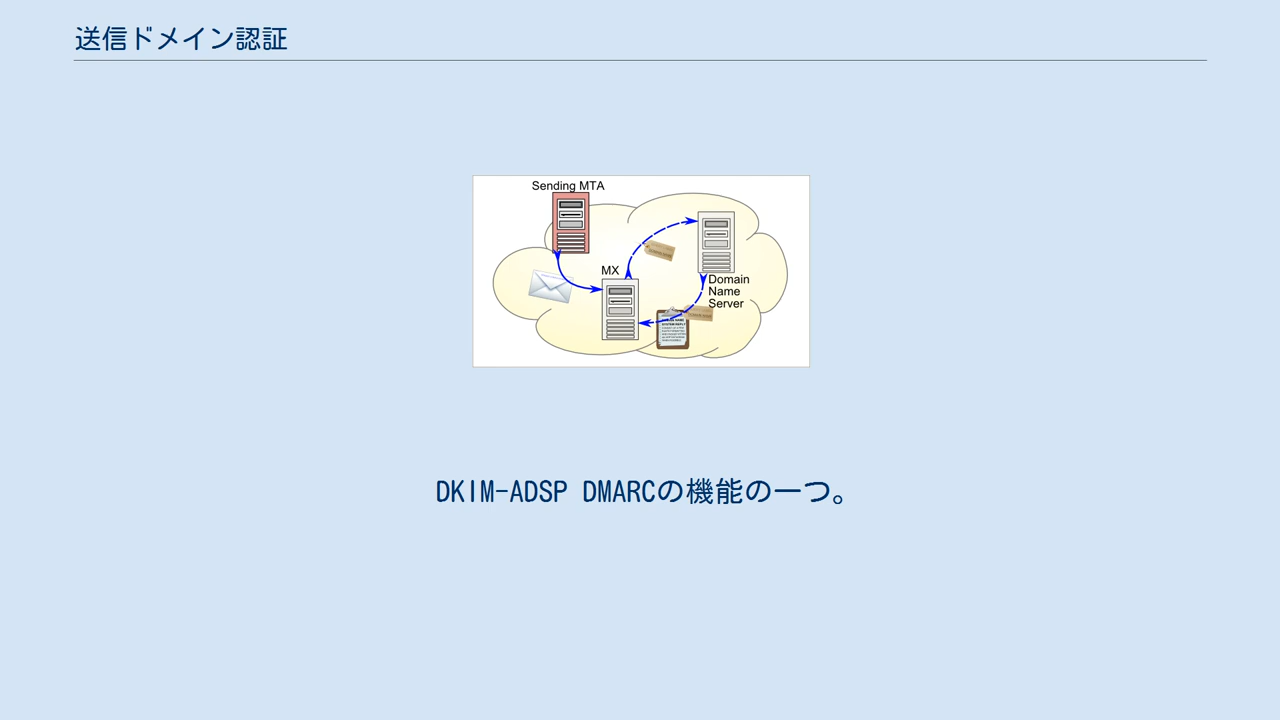 送信ドメイン認証
Sending MTA
MX
Domain
Name
Server
DKIM-ADSP DMARCの機能の一つ。